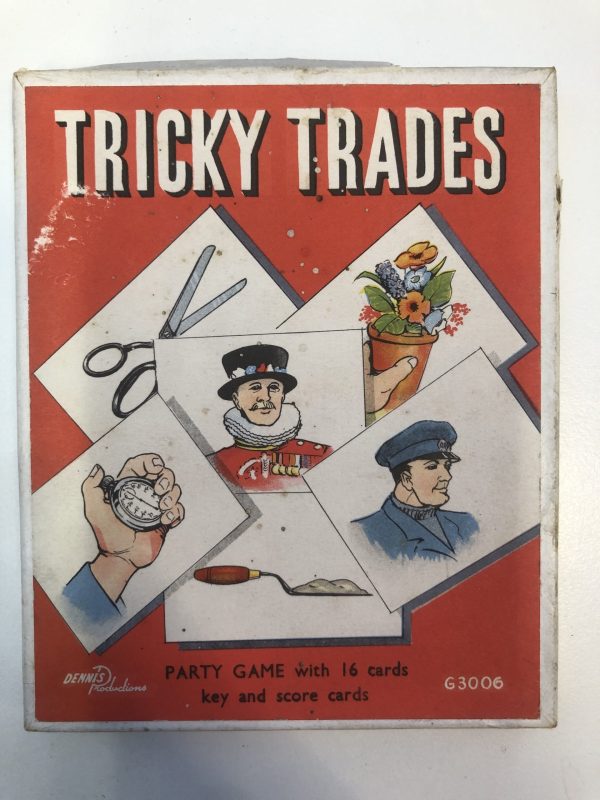 TRICKY TRADES
PARTY GAME with 16 cards
key and score cards
DENNIS
Productions
G3006